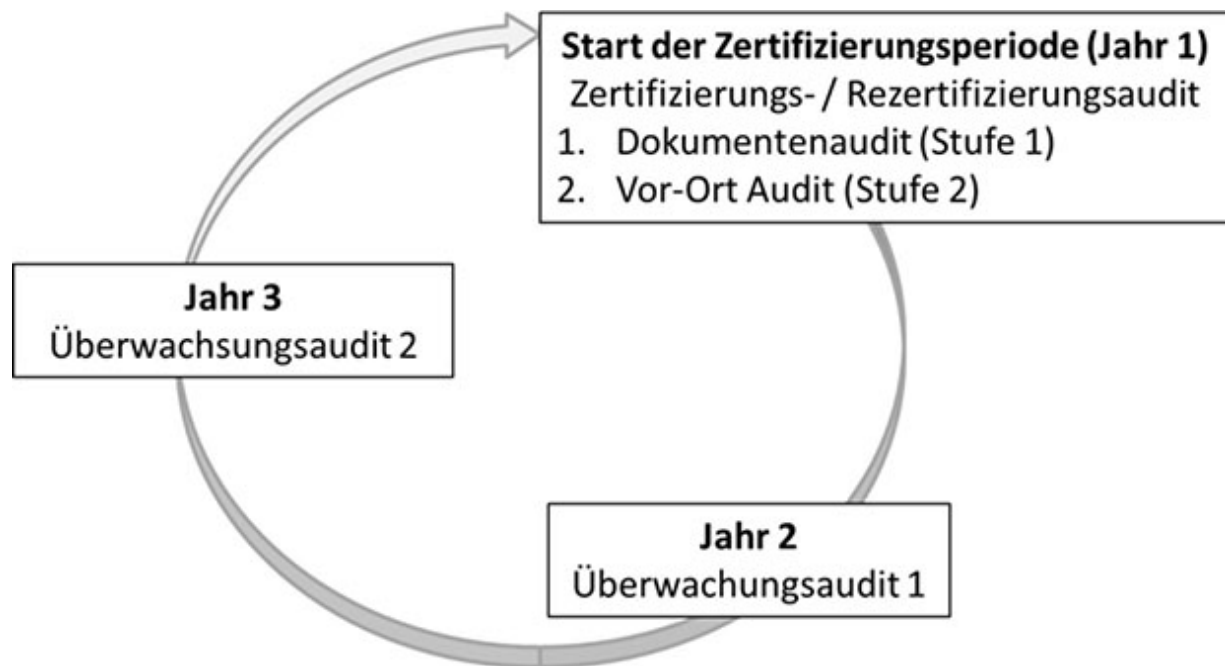 Start der Zertifizierungsperiode (Jahr 1)
Zertifizierungs- / Rezertifizierungsaudit
1. Dokumentenaudit (Stufe 1)
2. Vor-Ort Audit (Stufe 2)
Jahr 3
Überwachsungsaudit 2
Jahr 2
Überwachungsaudit 1